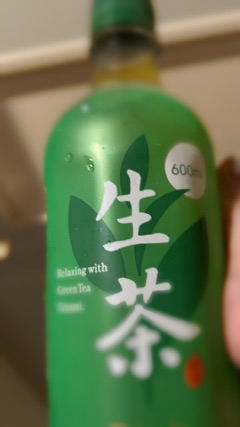 600ml
生
茶
Relaxing with
Green Tea
Umami.